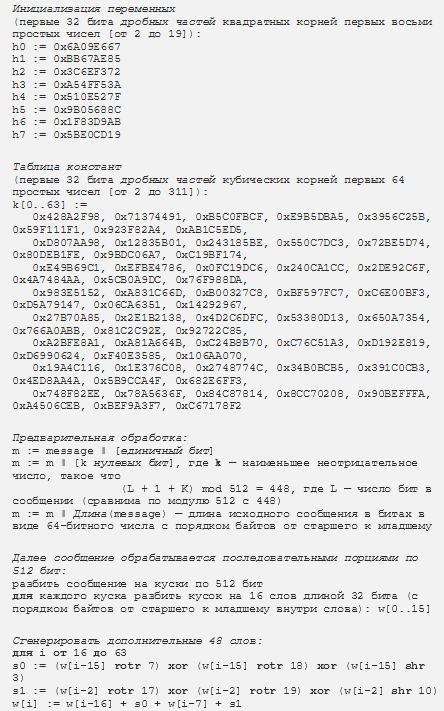 Инициализация переменных
(первые 32 бита дробных частей квадратных корней первых восьми
простых чисел [от 2 до 19]):
h0 := 0x6A09E667
h1 := 0xBB67AE85
h2 := 0x3C6EF372
h3 := 0xA54FF53A
h4 := 0x510E527F
h5 := 0x9B05688C
h6 := 0x1F83D9AB
h7 := 0x5BE0CD19
Таблица констант
(первые 32 бита дробных частей кубических корней первых 64
простых чисел [от 2 до 311]):
k[0..63] :=
0x428A2F98, 0x71374491, 0xB5C0FBCF, 0xE9B5DBA5, 0x3956C25B,
0x59F111F1, 0x923F82A4, 0xAB1C5ED5,
0xD807AA98, 0x12835B01, 0x243185BE, 0x550C7DC3, 0x72BE5D74,
0x80DEB1FE, 0x9BDC06A7, 0xC19BF174,
0xE49B69C1, 0xEFBE4786, 0x0FC19DC6, 0x240CA1CC, 0x2DE92C6F,
0x4A7484AA, 0x5CB0A9DC, 0x76F988DA,
0x983E5152, 0xA831C66D, 0xB00327C8, 0xBF597FC7, 0xC6E00BF3,
0xD5A79147, 0x06CA6351, 0x14292967,
0x27B70A85, 0x2E1B2138, 0x4D2C6DFC, 0x53380D13, 0x650A7354,
0x766A0ABB, 0x81C2C92E, 0x92722C85,
0xA2BFE8A1, 0xA81A664B, 0xC24B8B70, 0xC76C51A3, 0xD192E819,
0xD6990624, 0xF40E3585, 0x106AA070,
0x19A4C116, 0x1E376C08, 0x2748774C, 0x34B0BCB5, 0x391C0CB3,
0x4ED8AA4A, 0x5B9CCA4F, 0x682E6FF3,
0x748F82EE, 0x78A5636F, 0x84C87814, 0x8CC70208, 0x90BEFFFA,
0xA4506CEB, 0xBEF9A3F7, 0xC67178F2
Предварительная обработка:
m := message ǁ [единичный бит]
m := m ǁ [k нулевых бит], где k — наименьшее неотрицательное
число, такое что
(L + 1 + K) mod 512 = 448, где L — число бит в
сообщении (сравнима по модулю 512 с 448)
m := m ǁ Длина(message) — длина исходного сообщения в битах в
виде 64-битного числа с порядком байтов от старшего к младшему
Далее сообщение обрабатывается последовательными порциями по
512 бит:
разбить сообщение на куски по 512 бит
для каждого куска разбить кусок на 16 слов длиной 32 бита (с
порядком байтов от старшего к младшему внутри слова): w[0..15]
Сгенерировать дополнительные 48 слов:
для i от 16 до 63
s0 := (w[i-15] rotr 7) xor (w[i-15] rotr 18) xor (w[i-15] shr
3)
s1 := (w[i-2] rotr 17) xor (w[i-2] rotr 19) xor (w[i-2] shr 10)
w[i] := w[i-16] + s0 + w[i-7] + s1